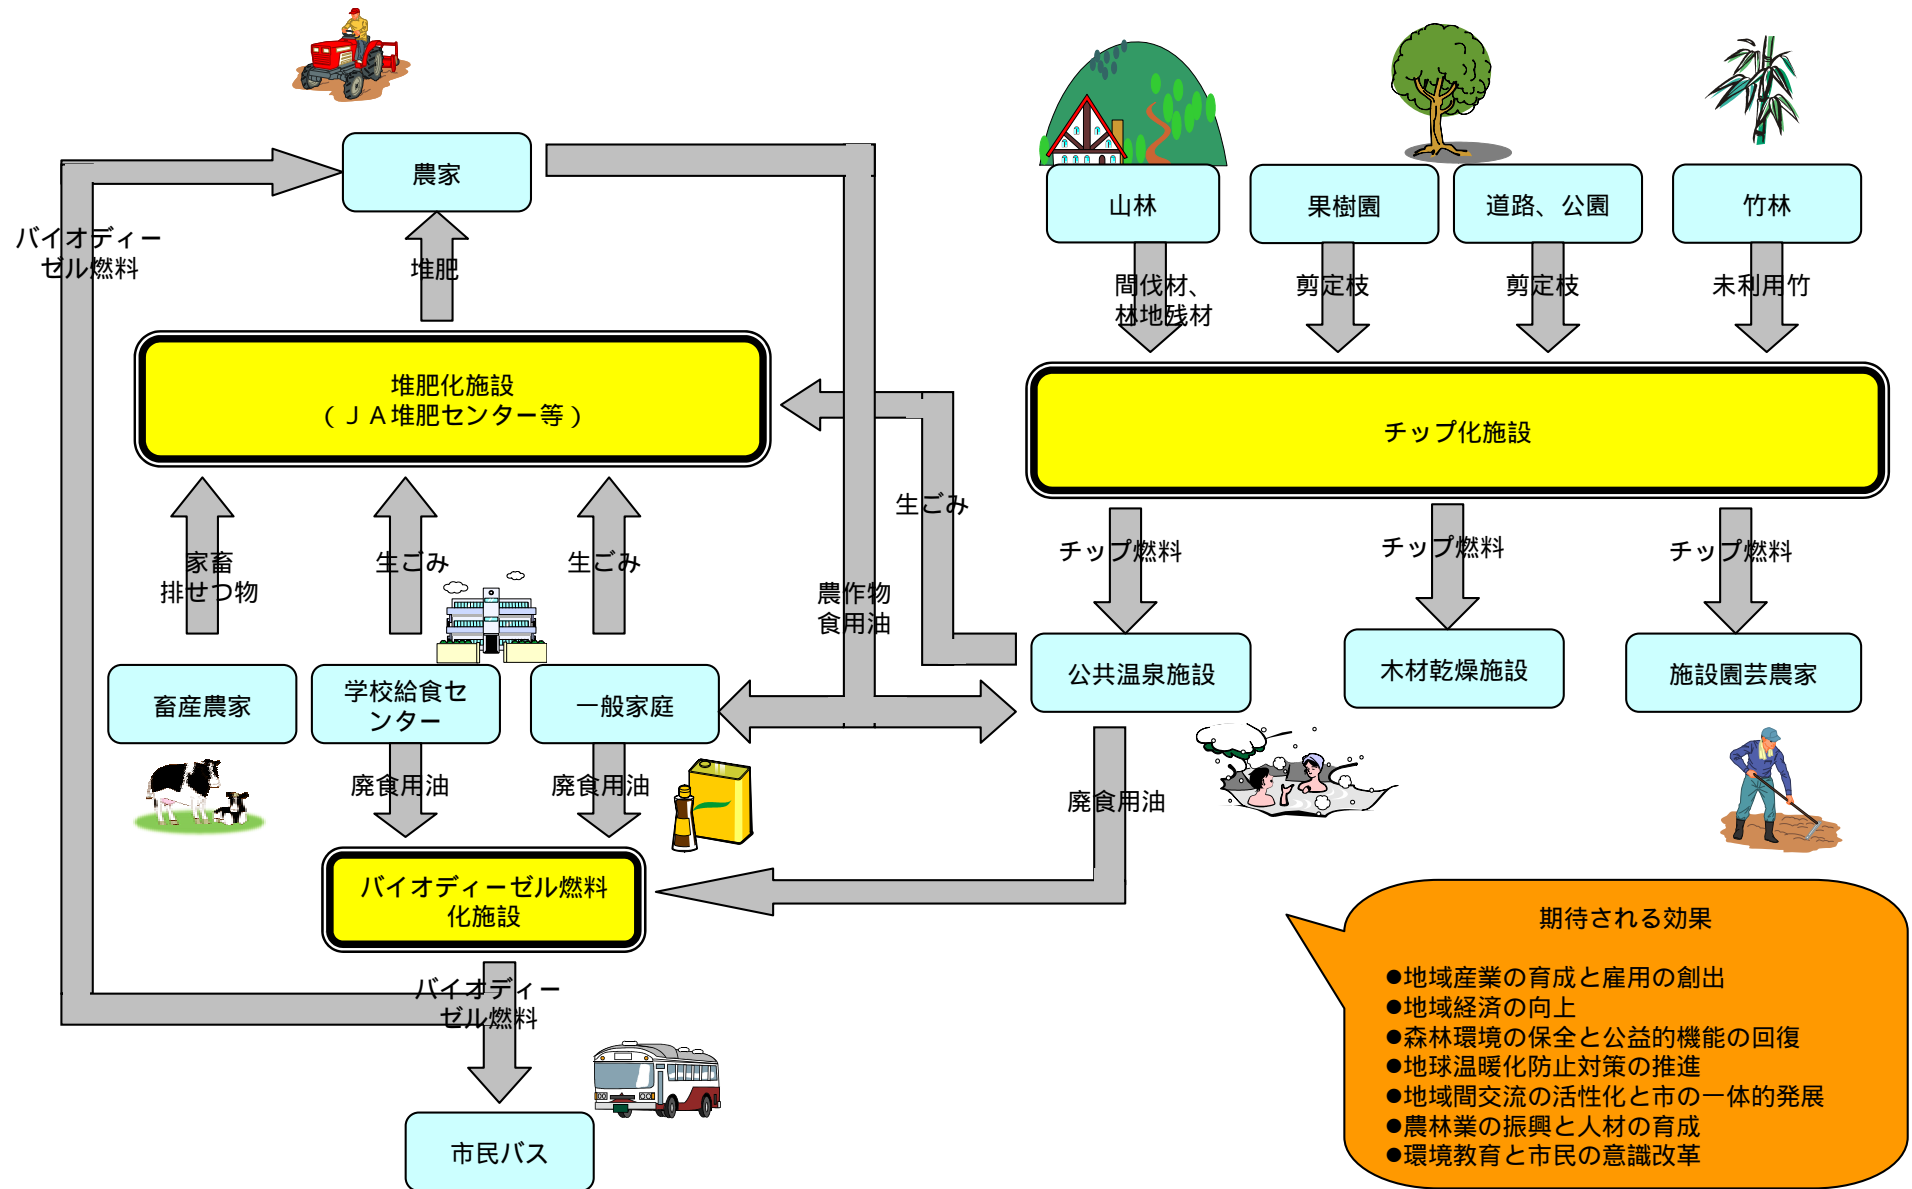 農家
山林
果樹園
道路、公園
竹林
バイオディー
ゼル燃料
堆肥
間伐材、
林地残材
剪定枝
剪定枝
未利用竹
堆肥化施設
（ＪＡ堆肥センター等）
チップ化施設
生ごみ
家畜
排せつ物
生ごみ
生ごみ
農作物
食用油
チップ燃料
チップ燃料
チップ燃料
畜産農家
学校給食セ
ンター
一般家庭
公共温泉施設
木材乾燥施設
施設園芸農家
廃食用油
廃食用油
廃食用油
バイオディーゼル燃料
化施設
バイオディー
ゼル燃料
市民バス
期待される効果
●地域産業の育成と雇用の創出
●地域経済の向上
●森林環境の保全と公益的機能の回復
●地球温暖化防止対策の推進
●地域間交流の活性化と市の一体的発展
●農林業の振興と人材の育成
●環境教育と市民の意識改革